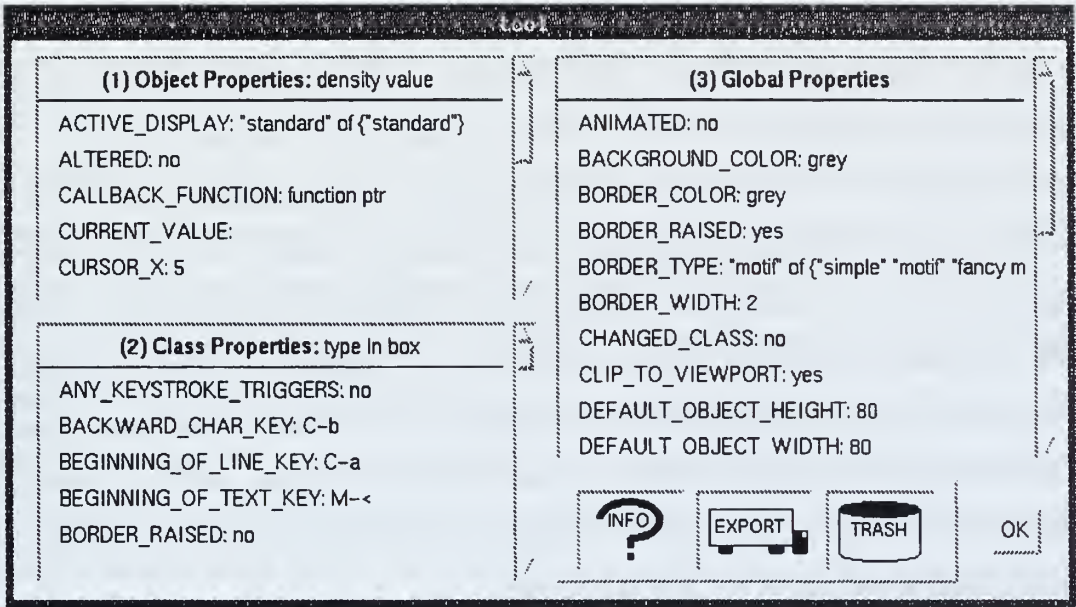 tool
(1) Object Properties: density value
ACTIVE_DISPLAY: "standard" of {"standard"}
ALTERED: no
CALLBACK_FUNCTION: function ptr
CURRENT_VALUE:
CURSOR_X: 5
(2) Class Properties: type in box
ANY_KEYSTROKE_TRIGGERS: no
BACKWARD_CHAR_KEY: C-b
BEGINNING_OF_LINE_KEY: C-a
BEGINNING_OF_TEXT_KEY: M-<
BORDER_RAISED: no
(3) Global Properties
ANIMATED: no
BACKGROUND_COLOR: grey
BORDER_COLOR: grey
BORDER_RAISED: yes
BORDER_TYPE: "motif" of {"simple" "motif" "fancy m
BORDER_WIDTH: 2
CHANGED_CLASS: no
CLIP_TO_VIEWPORT: yes
DEFAULT_OBJECT_HEIGHT: 80
DEFAULT_OBJECT_WIDTH: 80
INFO
EXPORT
TRASH
OK